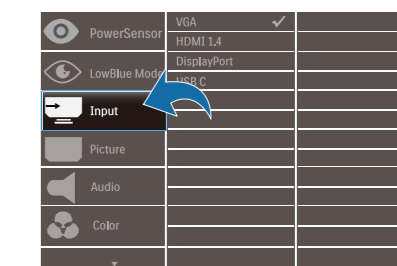 PowerSensor
LowBlue Mode
Input
Picture
Audio
Color
VGA
HDMI 1.4
DisplayPort
USB C